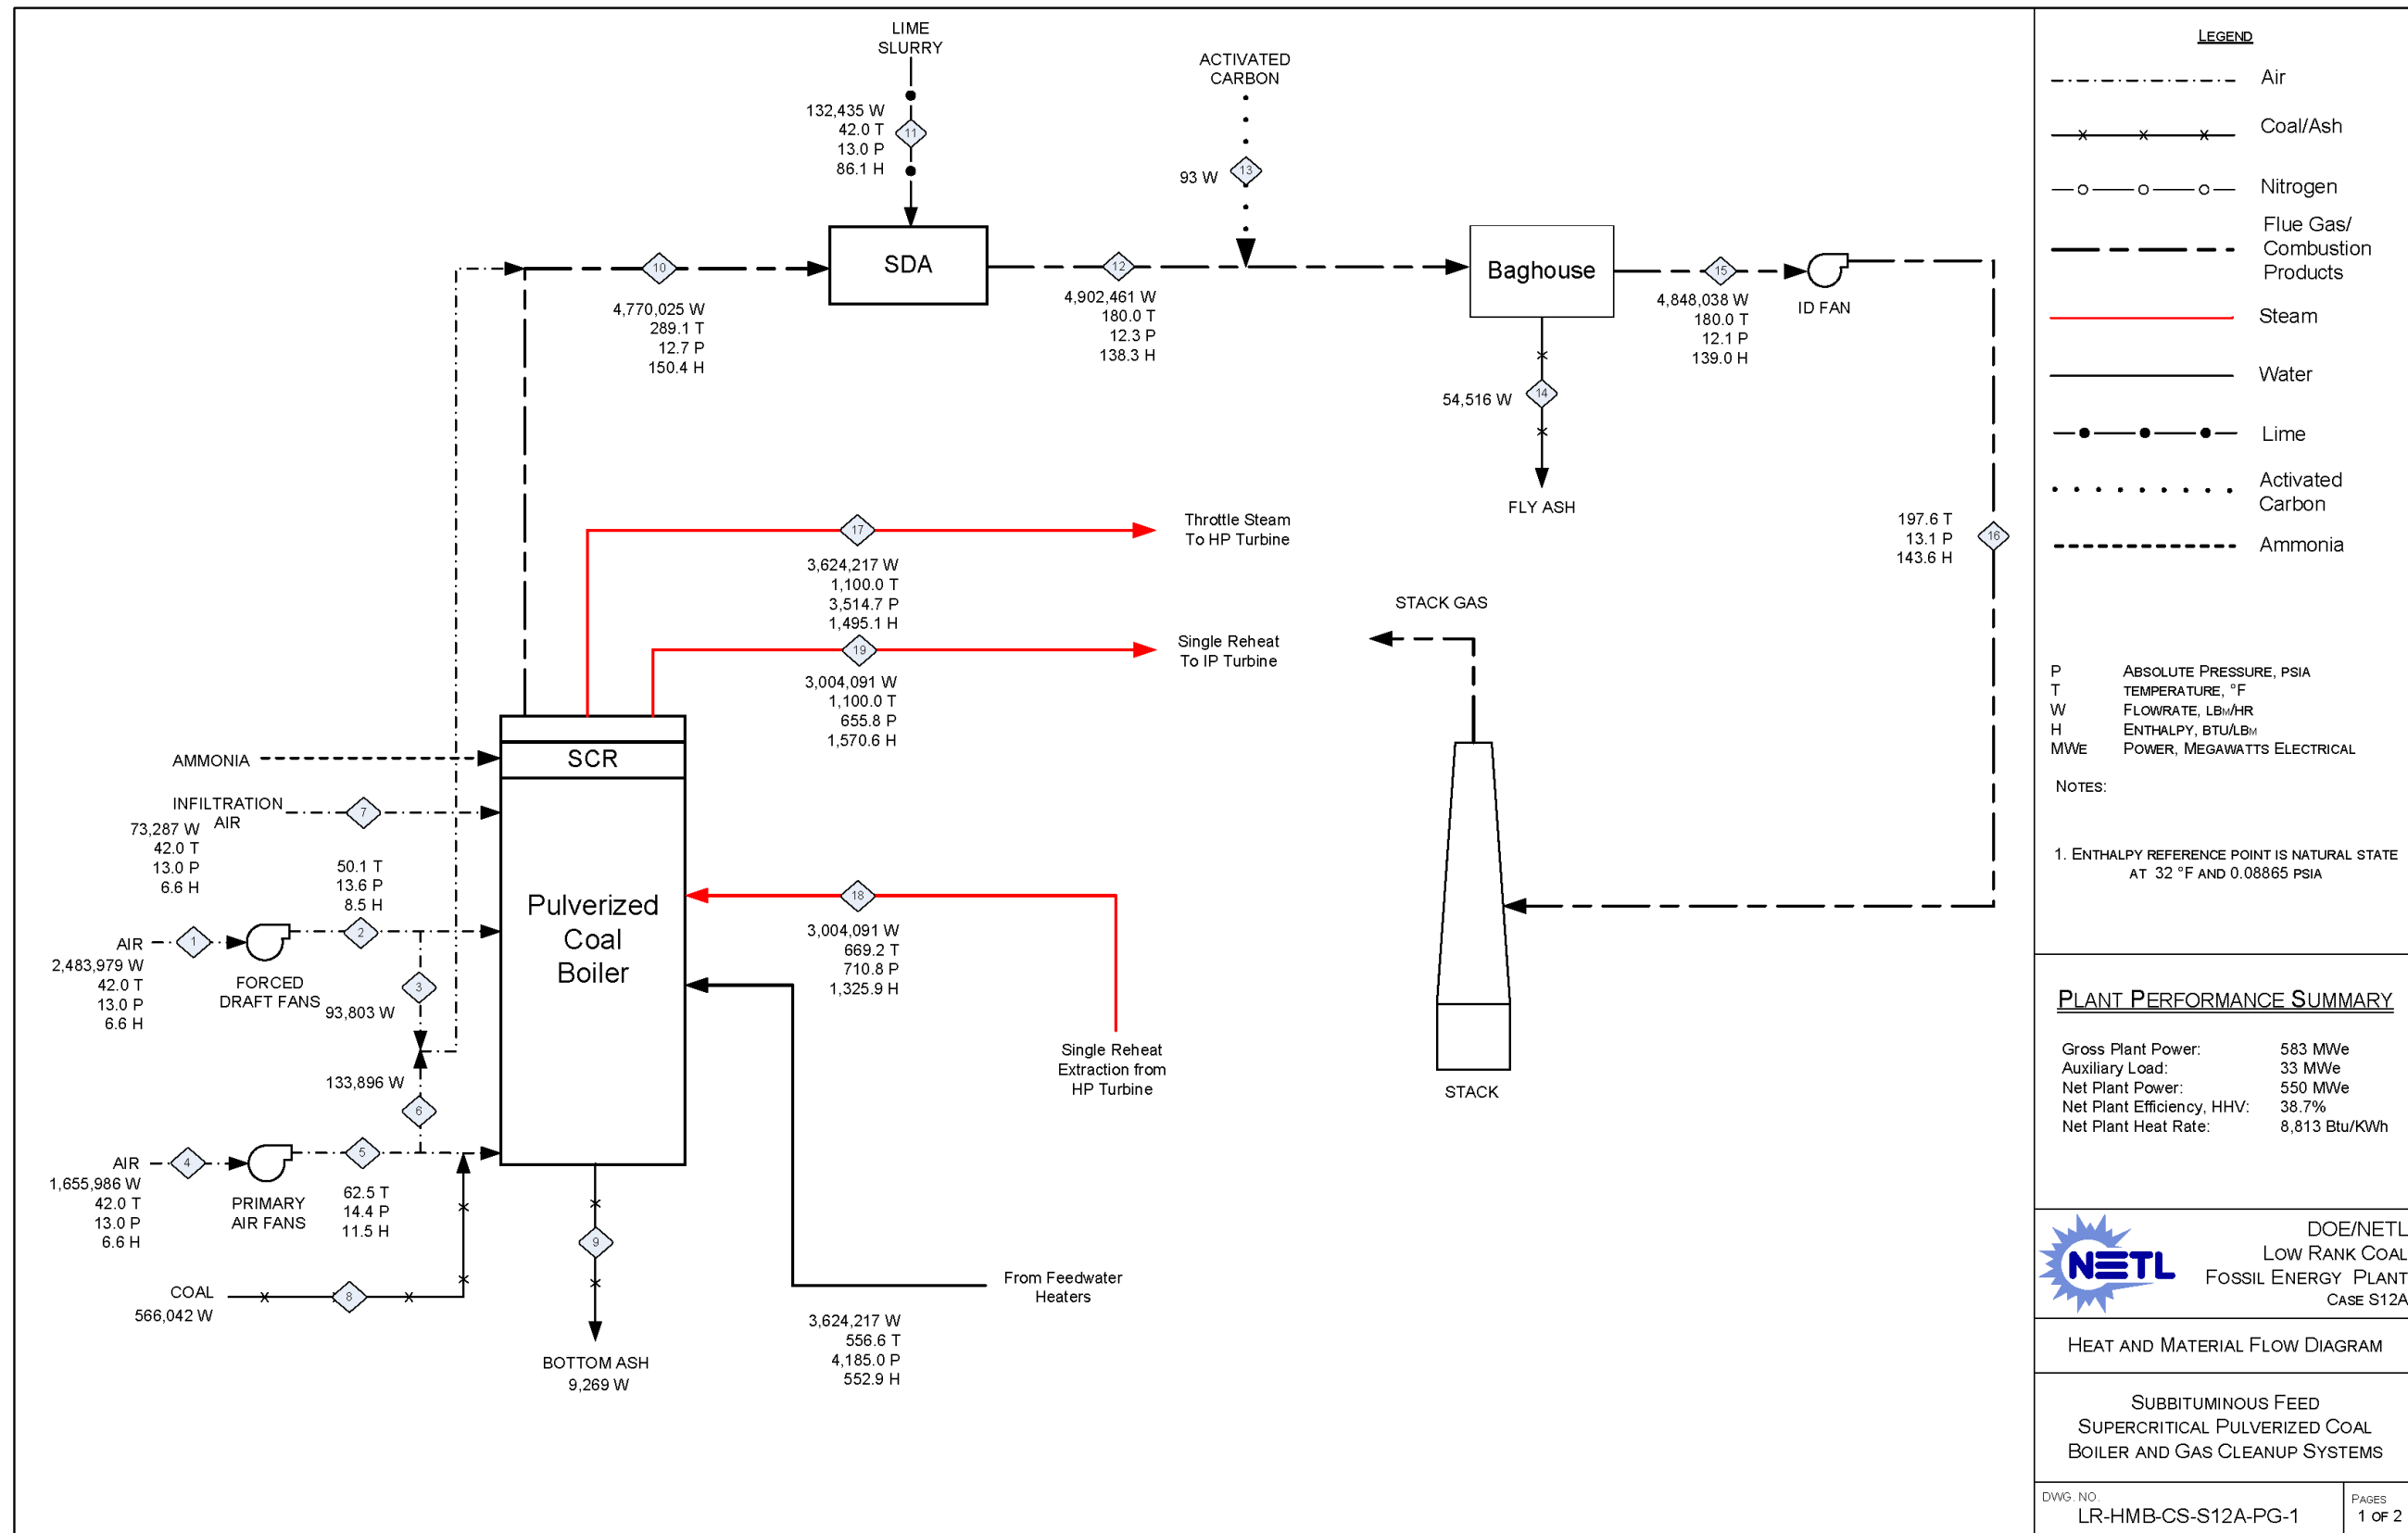 LIME
SLURRY
132,435 W
42.0 T
13.0 P
86.1 H
11
ACTIVATED
CARBON
93 W
13
10
4,770,025 W
289.1 T
12.7 P
150.4 H
SDA
12
4,902,461 W
180.0 T
12.3 P
138.3 H
Baghouse
15
4,848,038 W
180.0 T
12.1 P
139.0 H
ID FAN
54,516 W
14
FLY ASH
197.6 T
13.1 P
143.6 H
16
17
3,624,217 W
1,100.0 T
3,514.7 P
1,495.1 H
Throttle Steam
To HP Turbine
19
3,004,091 W
1,100.0 T
655.8 P
1,570.6 H
Single Reheat
To IP Turbine
STACK GAS
STACK
AMMONIA
SCR
INFILTRATION
AIR
7
73,287 W
42.0 T
13.0 P
6.6 H
50.1 T
13.6 P
8.5 H
Pulverized
Coal
Boiler
AIR
1
2
2,483,979 W
42.0 T
13.0 P
6.6 H
FORCED
DRAFT FANS
3
93,803 W
133,896 W
6
AIR
4
5
1,655,986 W
42.0 T
13.0 P
6.6 H
PRIMARY
AIR FANS
62.5 T
14.4 P
11.5 H
COAL
8
566,042 W
9
BOTTOM ASH
9,269 W
18
3,004,091 W
669.2 T
710.8 P
1,325.9 H
Single Reheat
Extraction from
HP Turbine
From Feedwater
Heaters
3,624,217 W
556.6 T
4,185.0 P
552.9 H
LEGEND
Air
Coal/Ash
Nitrogen
Flue Gas/
Combustion
Products
Steam
Water
Lime
Activated
Carbon
Ammonia
P ABSOLUTE PRESSURE, PSIA
T TEMPERATURE, °F
W FLOWRATE, LBM/HR
H ENTHALPY, BTU/LBM
MWE POWER, MEGAWATTS ELECTRICAL
NOTES:
1. ENTHALPY REFERENCE POINT IS NATURAL STATE
AT 32 °F AND 0.08865 PSIA
PLANT PERFORMANCE SUMMARY
Gross Plant Power: 583 MWe
Auxiliary Load: 33 MWe
Net Plant Power: 550 MWe
Net Plant Efficiency, HHV: 38.7%
Net Plant Heat Rate: 8,813 Btu/KWh
NETL
DOE/NETL
LOW RANK COAL
FOSSIL ENERGY PLANT
CASE S12A
HEAT AND MATERIAL FLOW DIAGRAM
SUBBITUMINOUS FEED
SUPERCRITICAL PULVERIZED COAL
BOILER AND GAS CLEANUP SYSTEMS
DWG. NO.
LR-HMB-CS-S12A-PG-1
PAGES
1 OF 2